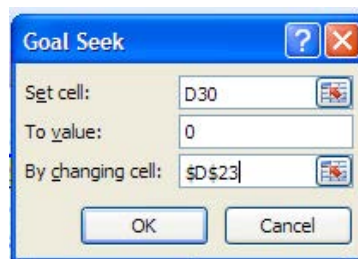 Goal Seek
Set cell: D30
To value: 0
By changing cell: $D$23
OK Cancel